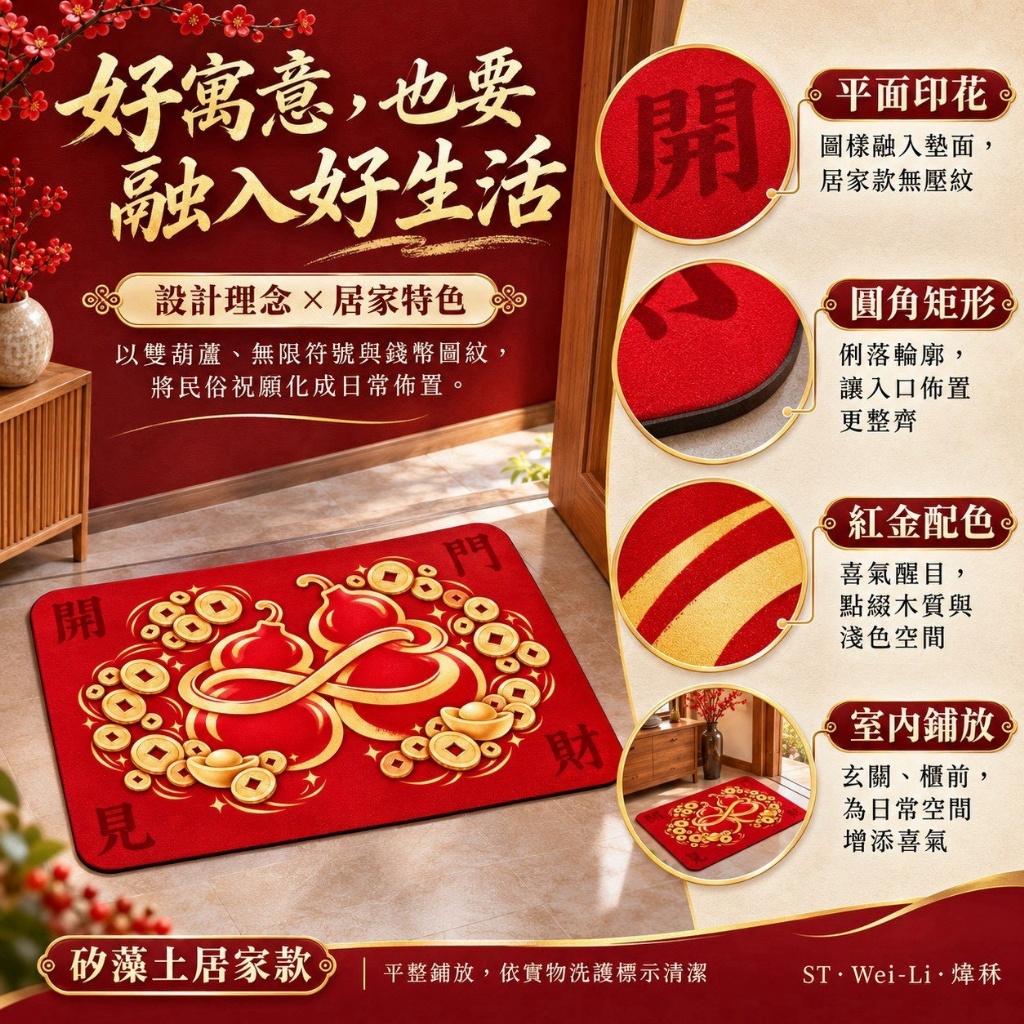 好寓意，也要
融入好生活
設計理念 × 居家特色
以雙葫蘆、無限符號與錢幣圖紋，
將民俗祝願化成日常佈置。
開
平面印花
圖樣融入墊面，
居家款無壓紋
圓角矩形
俐落輪廓，
讓入口佈置
更整齊
紅金配色
喜氣醒目，
點綴木質與
淺色空間
室內鋪放
玄關、櫃前，
為日常空間
增添喜氣
開
門
見
財
矽藻土居家款
平整鋪放，依實物洗護標示清潔
ST · Wei-Li · 煒秝